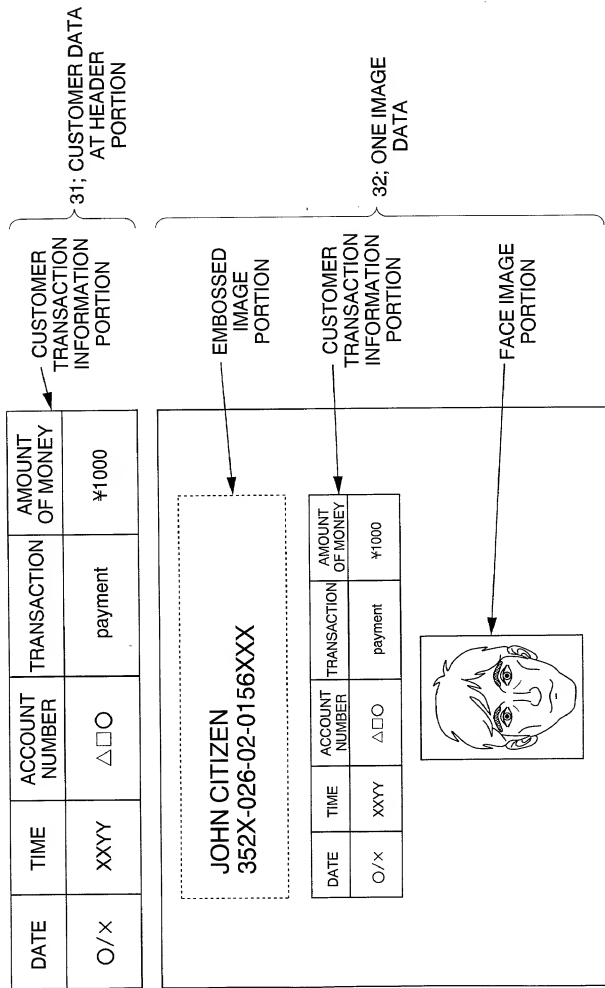 DATE TIME ACCOUNT NUMBER TRANSACTION AMOUNT OF MONEY
○/× XXYY △□○ payment ¥1000
CUSTOMER
TRANSACTION
INFORMATION
PORTION
31; CUSTOMER DATA
AT HEADER
PORTION
JOHN CITIZEN
352X-026-02-0156XXX
EMBOSSED
IMAGE
PORTION
DATE TIME ACCOUNT NUMBER TRANSACTION AMOUNT OF MONEY
○/× XXYY △□○ payment ¥1000
CUSTOMER
TRANSACTION
INFORMATION
PORTION
32; ONE IMAGE
DATA
FACE IMAGE
PORTION